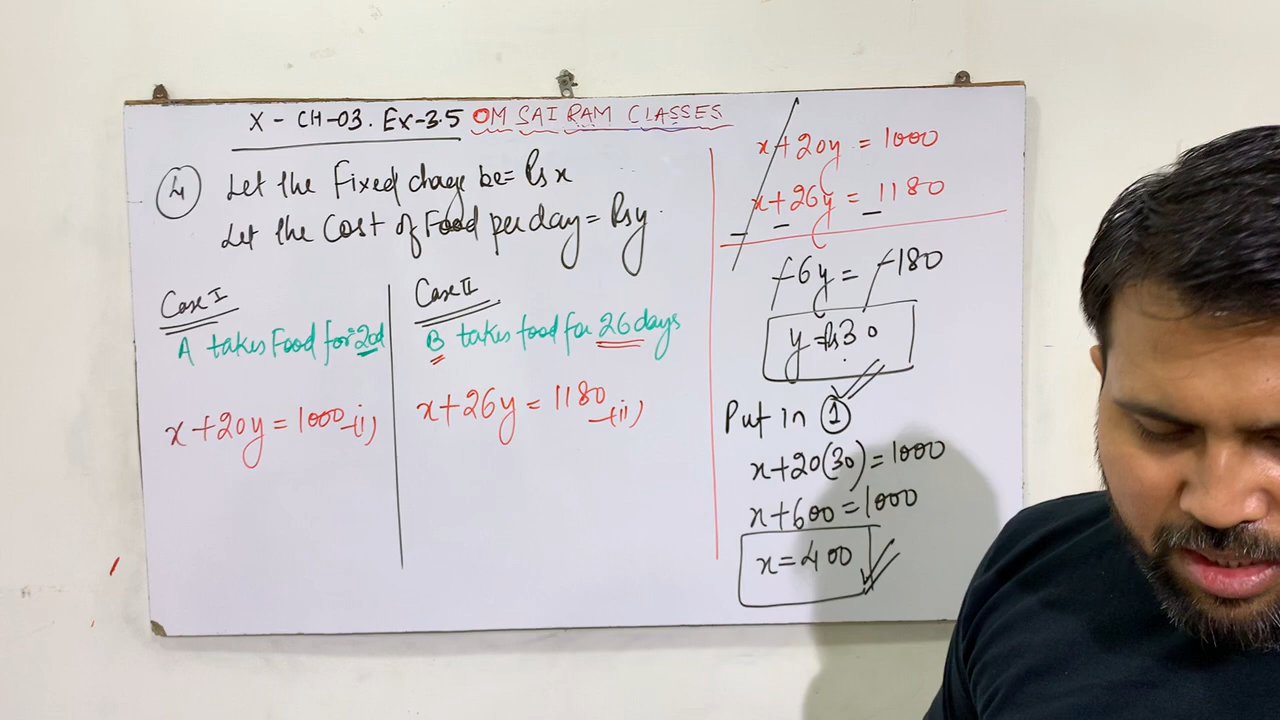 X - CH-03. Ex-3.5 OM SAI RAM CLASSES
④ Let the Fixed charge be = Rs x
Let the Cost of Food per day = Rs y.
Case I
A takes Food for 20d
x + 20y = 1000 -(i)
Case II
B takes food for 26 days
x + 26y = 1180 -(ii)
x + 20y = 1000
x + 26y = 1180
- - -
-6y = -180
y = Rs 30
Put in ①
x + 20(30) = 1000
x + 600 = 1000
x = 400